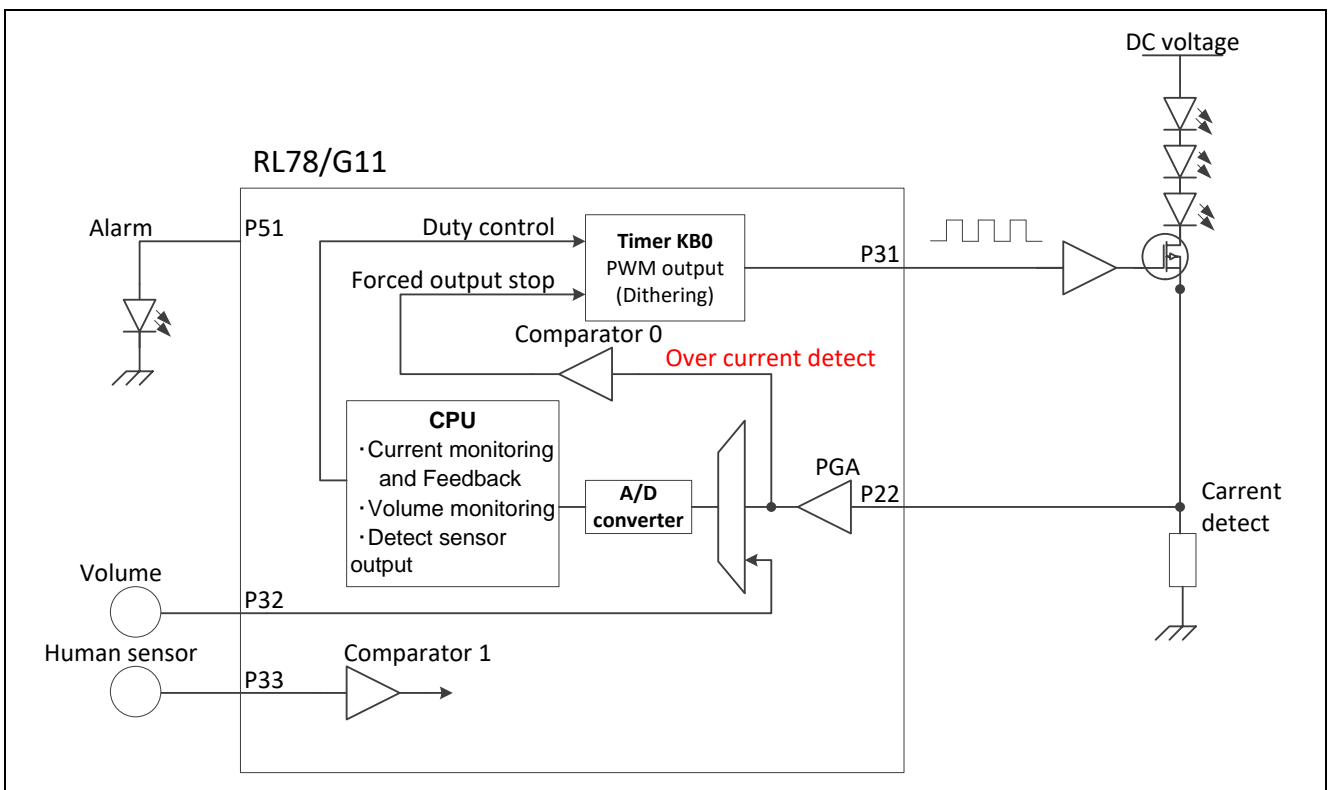 DC voltage
RL78/G11
Alarm
P51
Duty control
Timer KB0
PWM output
(Dithering)
P31
Forced output stop
Comparator 0
Over current detect
CPU
・Current monitoring
and Feedback
・Volume monitoring
・Detect sensor
output
A/D
converter
PGA
P22
Carrent
detect
Volume
P32
Human sensor
P33
Comparator 1